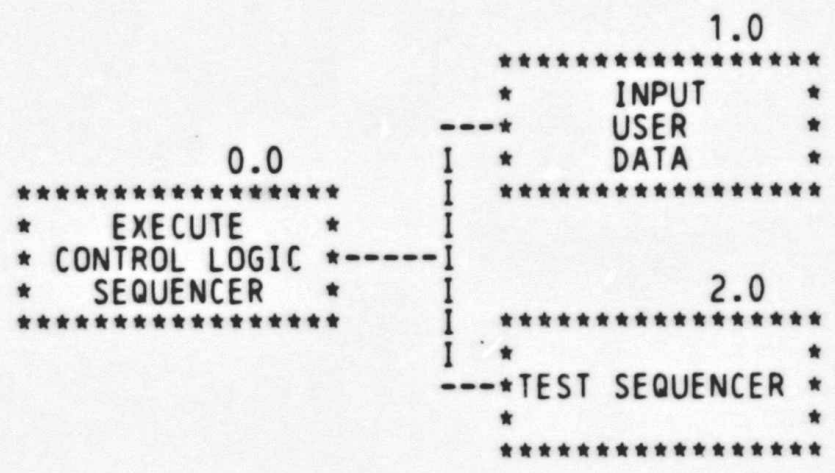 1.0
*****************
* INPUT *
---* USER *
0.0 I * DATA *
***************** I *****************
* EXECUTE * I
* CONTROL LOGIC *-----I
* SEQUENCER * I 2.0
***************** I *****************
I * *
---*TEST SEQUENCER *
* *
*****************